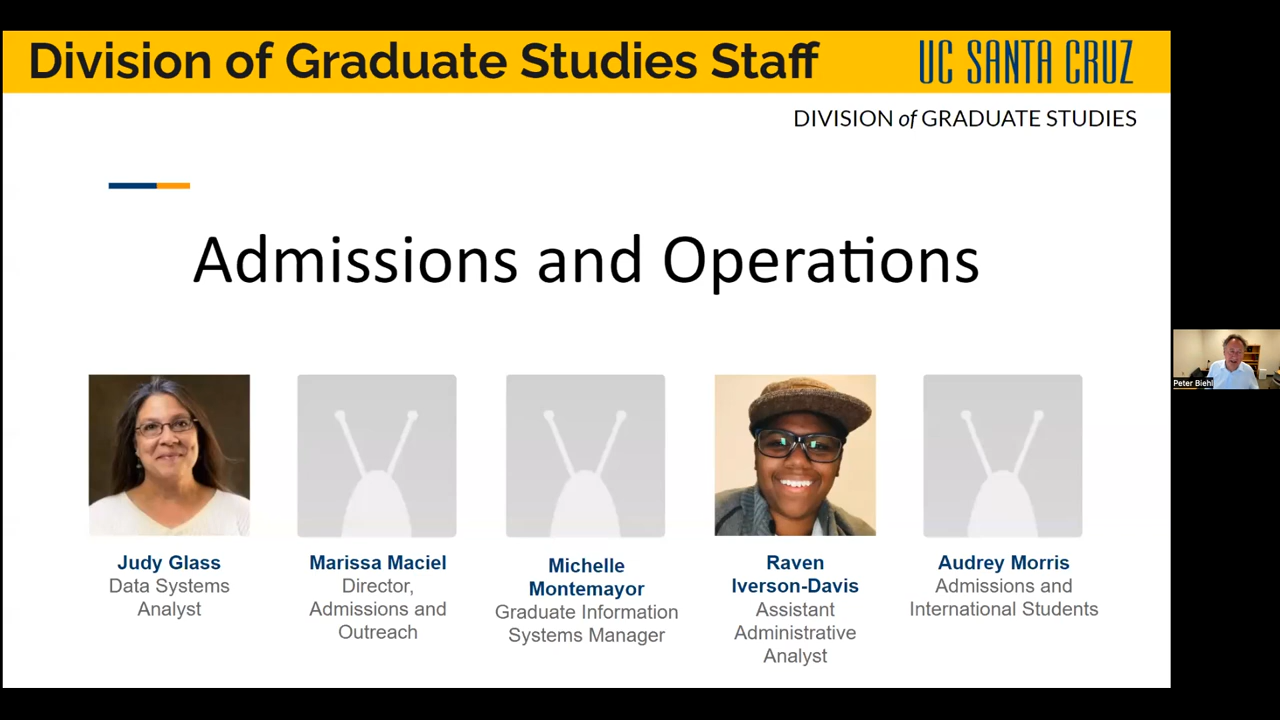 Division of Graduate Studies Staff
UC SANTA CRUZ
DIVISION of GRADUATE STUDIES
Admissions and Operations
Judy Glass
Data Systems
Analyst
Marissa Maciel
Director,
Admissions and
Outreach
Michelle
Montemayor
Graduate Information
Systems Manager
Raven
Iverson-Davis
Assistant
Administrative
Analyst
Audrey Morris
Admissions and
International Students
Peter Biehl